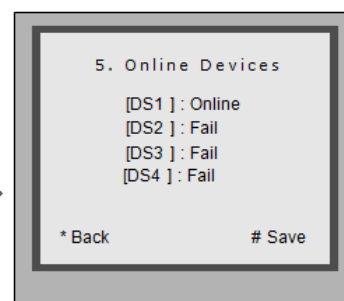 5. Online Devices
[DS1 ] : Online
[DS2 ] : Fail
[DS3 ] : Fail
[DS4 ] : Fail
* Back # Save